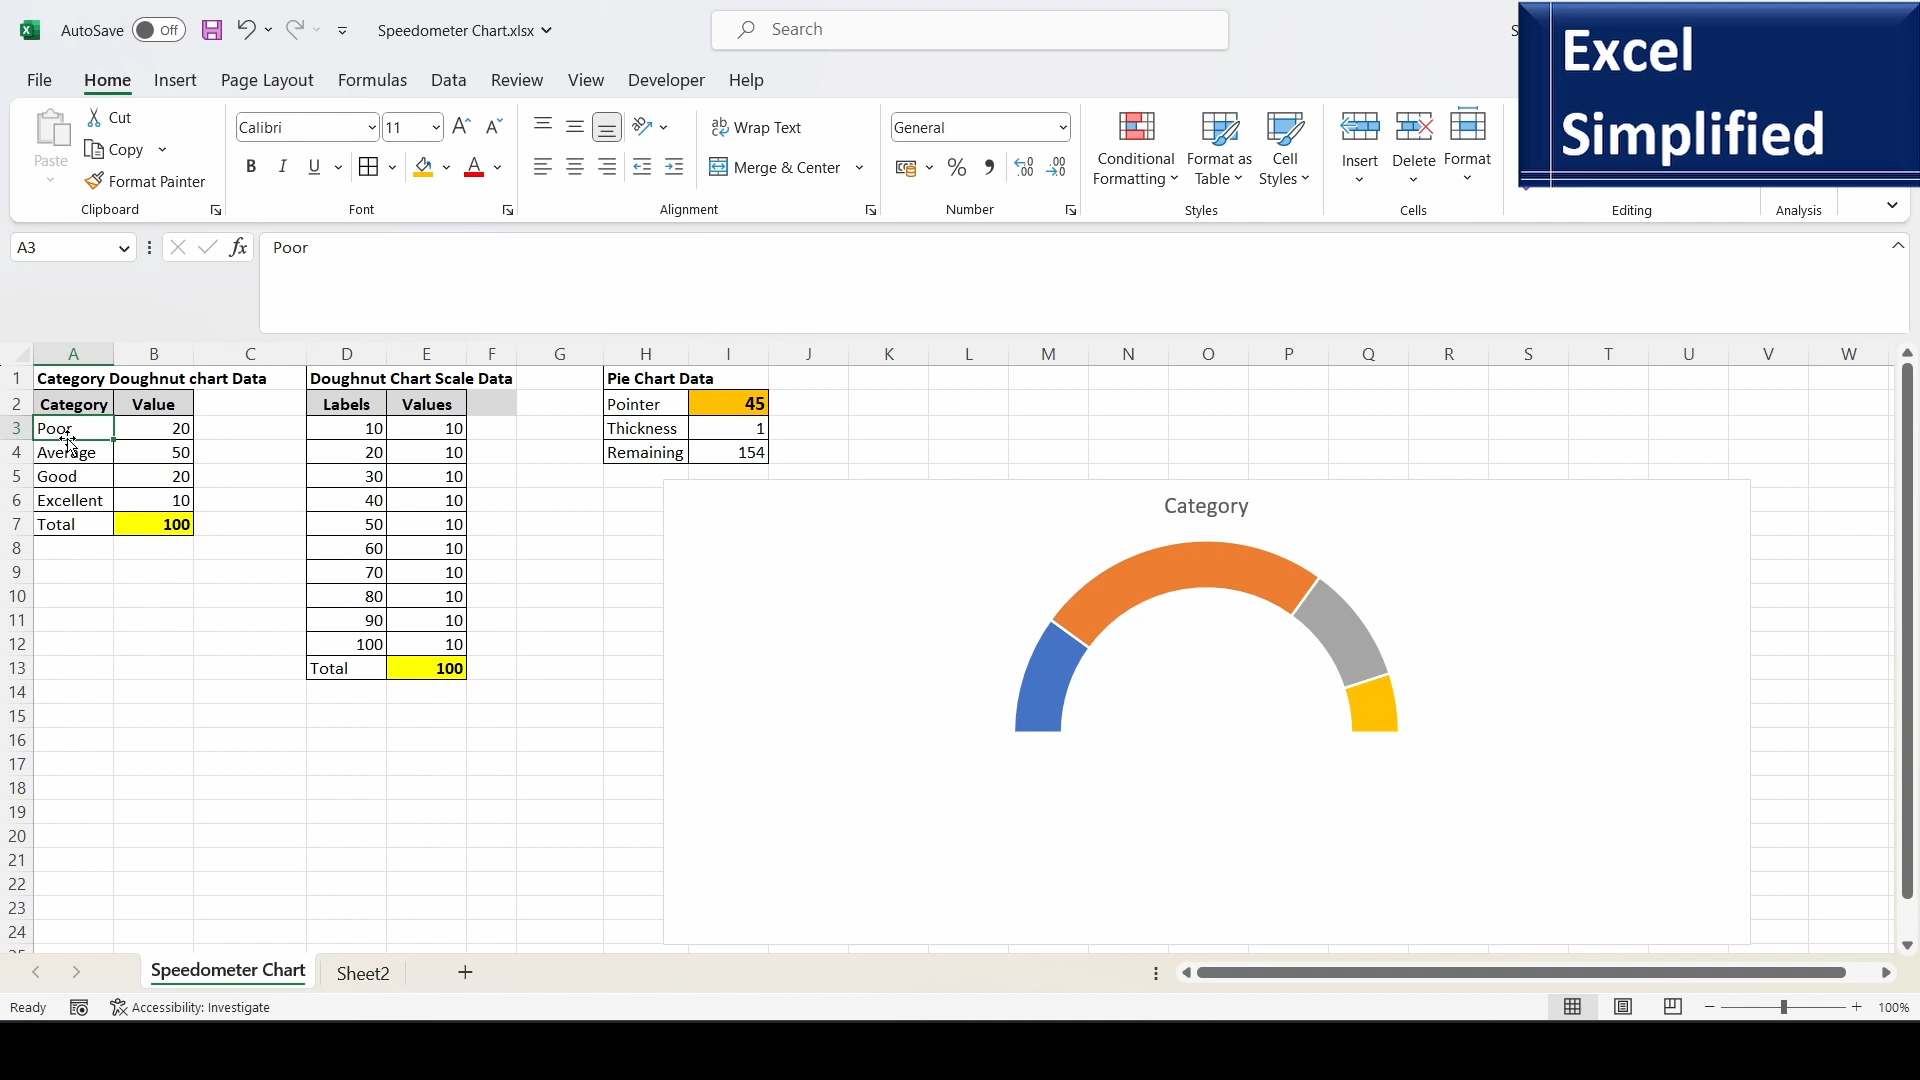 AutoSave Off Speedometer Chart.xlsx Search S
Excel
Simplified
File Home Insert Page Layout Formulas Data Review View Developer Help
Paste
Cut
Copy
Format Painter
Clipboard
Calibri 11
B I U A
Font
ab Wrap Text
Merge & Center
Alignment
General
% 9 .00 .00
Number
Conditional
Formatting
Format as
Table
Cell
Styles
Styles
Insert
Delete
Format
Cells
Editing
Analysis
A3 fx Poor
A B C D E F G H I J K L M N O P Q R S T U V W
1 Category Doughnut chart Data Doughnut Chart Scale Data Pie Chart Data
2 Category Value Labels Values Pointer 45
3 Poor 20 10 10 Thickness 1
4 Average 50 20 10 Remaining 154
5 Good 20 30 10
6 Excellent 10 40 10
7 Total 100 50 10
8 60 10
9 70 10
10 80 10
11 90 10
12 100 10
13 Total 100
14
15
16
17
18
19
20
21
22
23
24
Category
Speedometer Chart Sheet2
Ready Accessibility: Investigate 100%